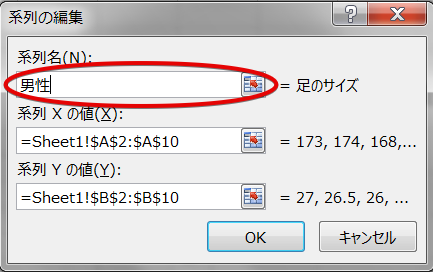 系列の編集
系列名(N):
男性 = 足のサイズ
系列 X の値(X):
=Sheet1!$A$2:$A$10 = 173, 174, 168,...
系列 Y の値(Y):
=Sheet1!$B$2:$B$10 = 27, 26.5, 26, ...
OK キャンセル